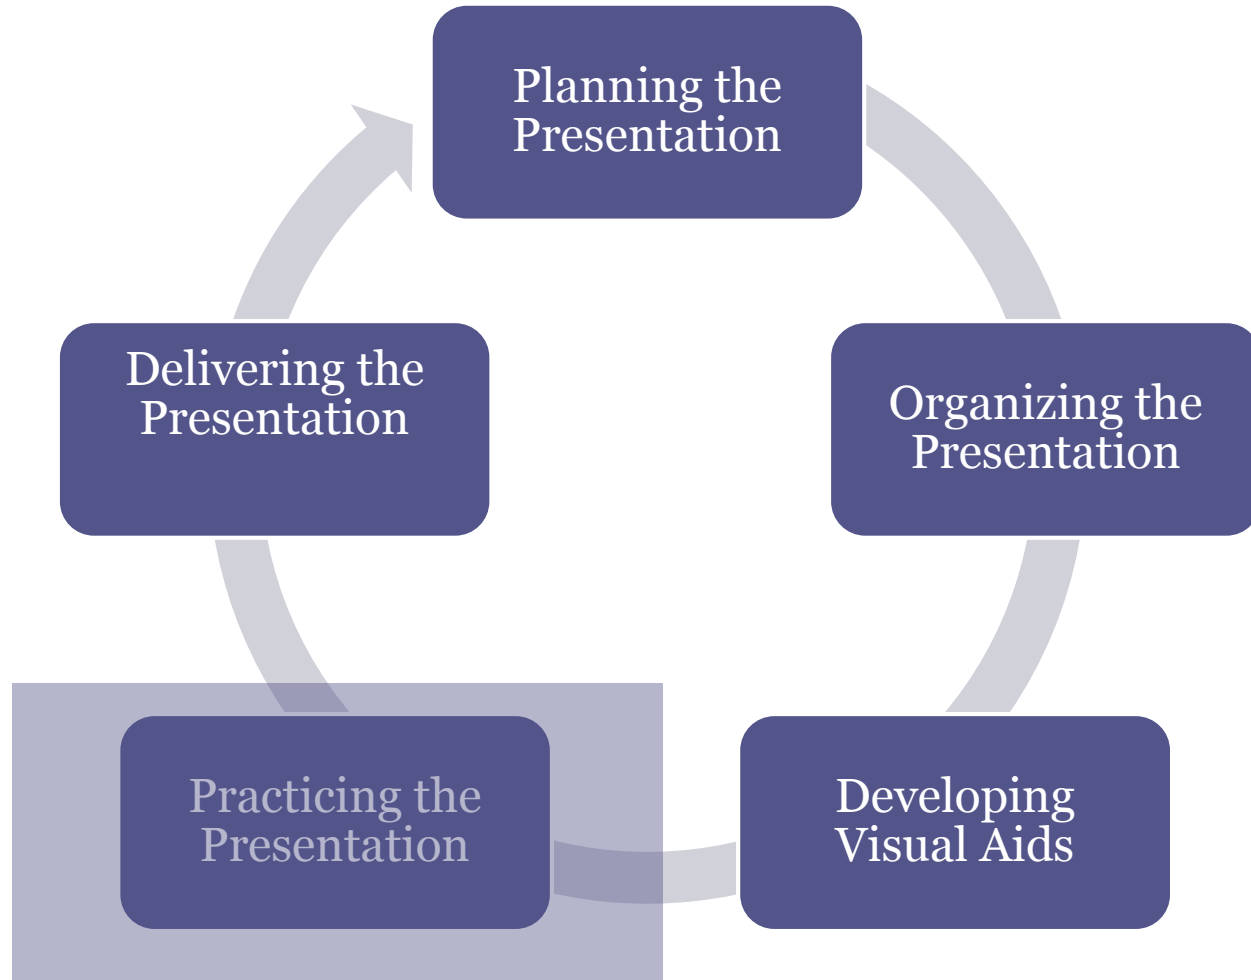 Planning the
Presentation
Organizing the
Presentation
Developing
Visual Aids
Practicing the
Presentation
Delivering the
Presentation